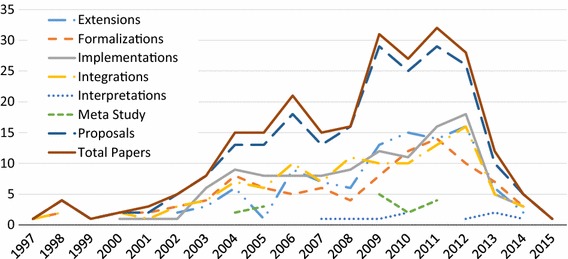 35
30
25
20
15
10
5
0
Extensions
Formalizations
Implementations
Integrations
Interpretations
Meta Study
Proposals
Total Papers
1997 1998 1999 2000 2001 2002 2003 2004 2005 2006 2007 2008 2009 2010 2011 2012 2013 2014 2015